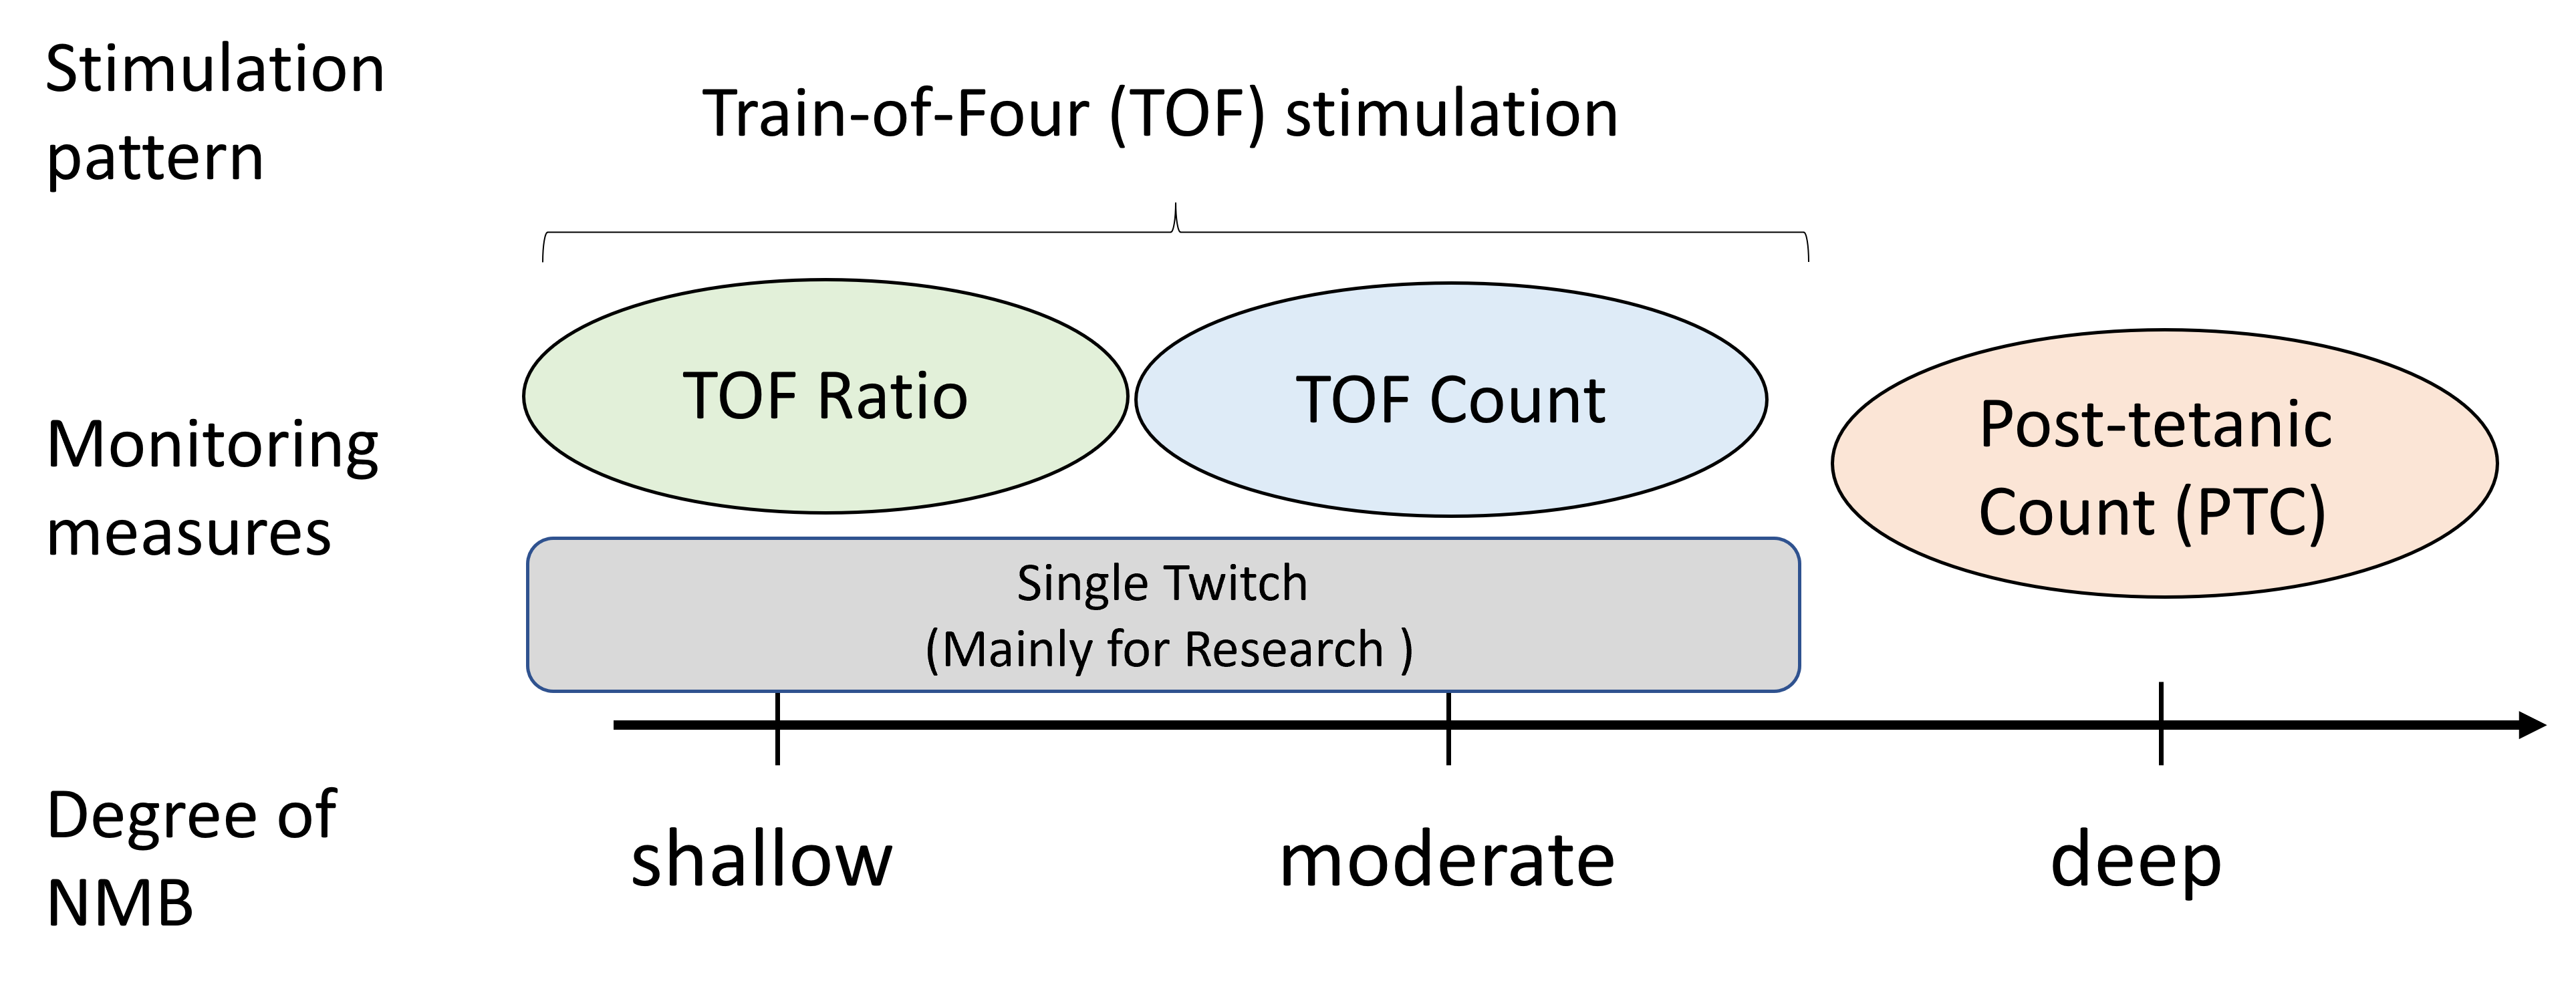 Stimulation
pattern
Train-of-Four (TOF) stimulation
Monitoring
measures
TOF Ratio
TOF Count
Post-tetanic
Count (PTC)
Single Twitch
(Mainly for Research )
Degree of
NMB
shallow
moderate
deep